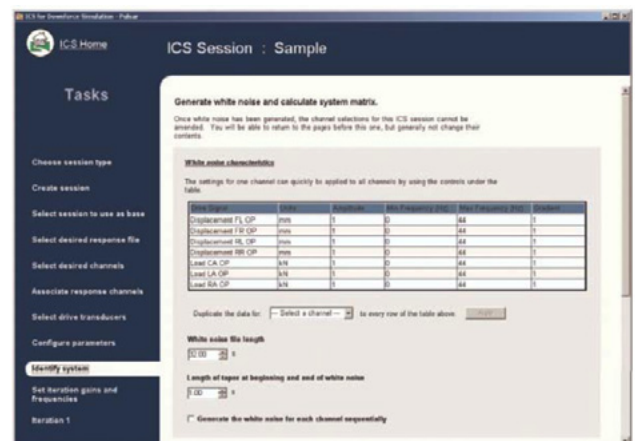 ICS for Downforce Simulation - Pulsar
ICS Home
ICS Session : Sample
Tasks
Choose session type
Create session
Select session to use as base
Select desired response file
Select desired channels
Associate response channels
Select drive transducers
Configure parameters
Identify system
Set iteration gains and frequencies
Iteration 1
Generate white noise and calculate system matrix.
Once white noise has been generated, the channel selections for this ICS session cannot be
amended. You will be able to return to the pages before this one, but generally not change their
contents.
White noise characteristics
The settings for one channel can quickly be applied to all channels by using the controls under the
table.
Drive Signal Units Amplitude Min Frequency (Hz) Max Frequency (Hz) Gradient
Displacement FL OP mm 1 0 44 1
Displacement FR OP mm 1 0 44 1
Displacement RL OP mm 1 0 44 1
Displacement RR OP mm 1 0 44 1
Load CA OP kN 1 0 44 1
Load LA OP kN 1 0 44 1
Load RA OP kN 1 0 44 1
Duplicate the data for: -- Select a channel -- to every row of the table above.
White noise file length
32.00 s
Length of taper at beginning and end of white noise
1.00 s
Generate the white noise for each channel sequentially